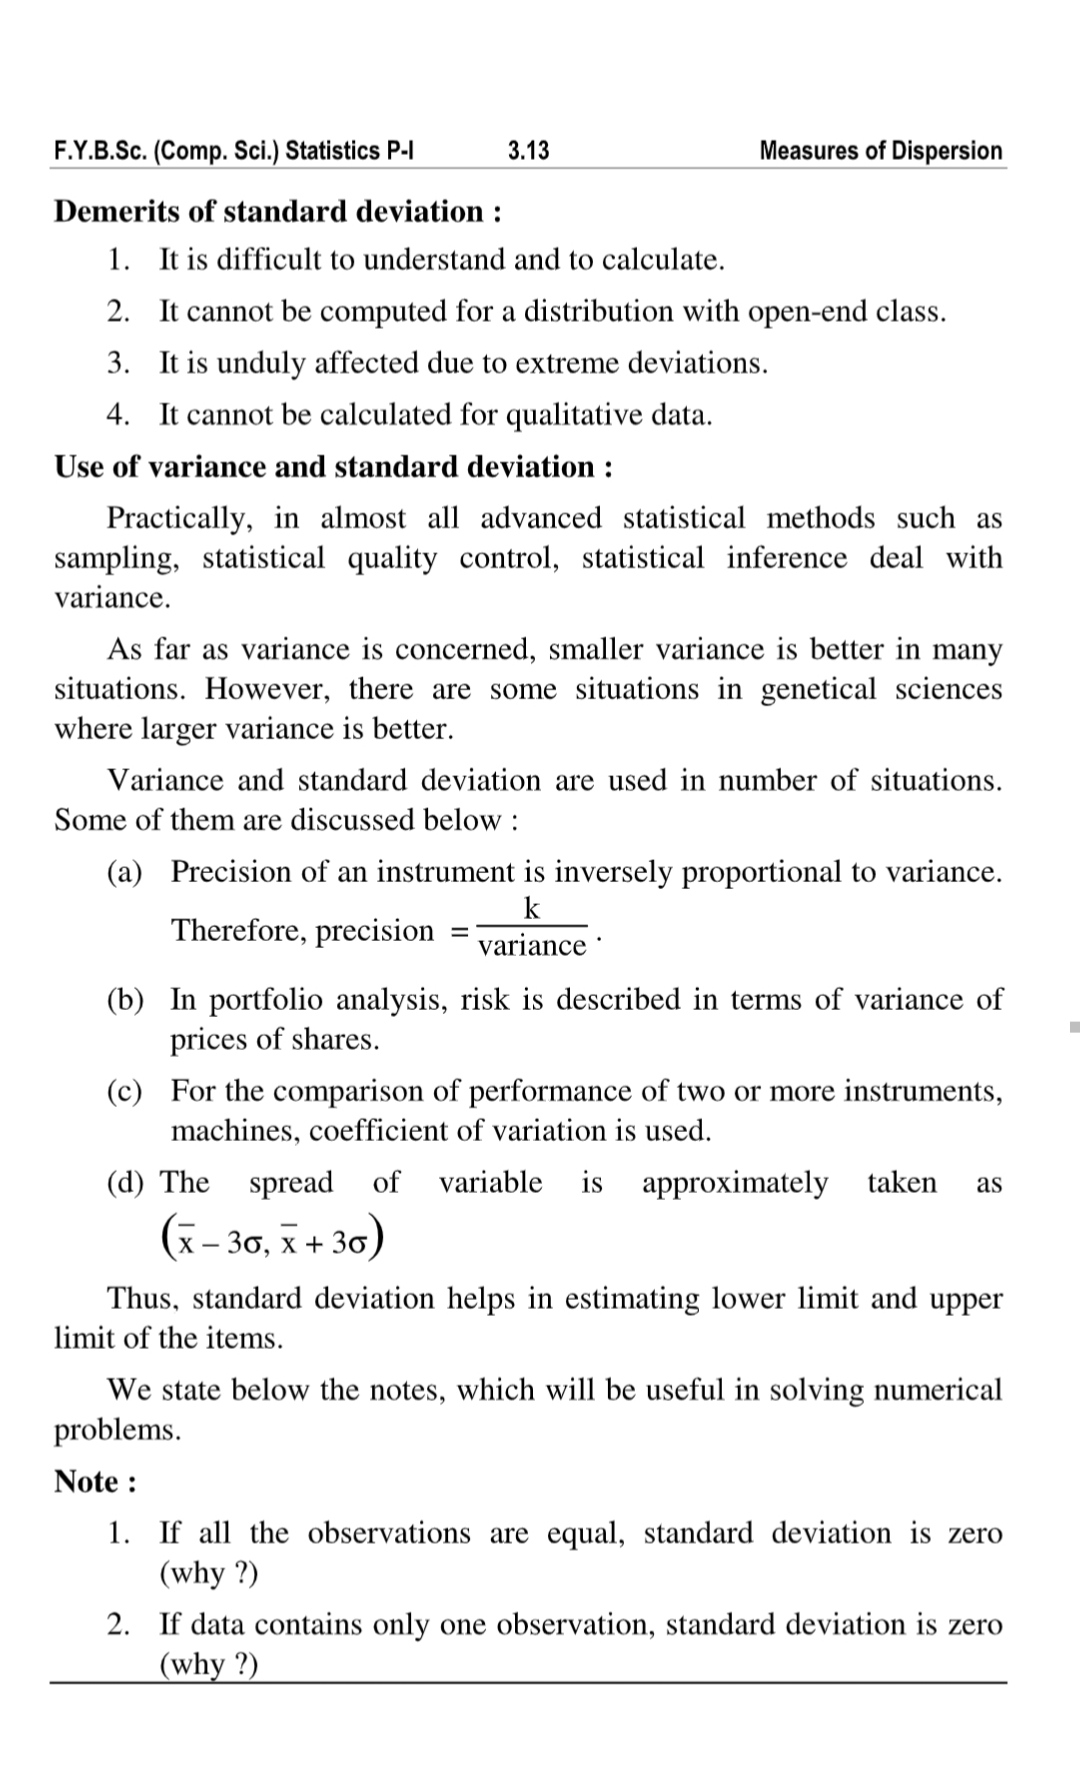 F.Y.B.Sc. (Comp. Sci.) Statistics P-I 3.13 Measures of Dispersion
Demerits of standard deviation :
1. It is difficult to understand and to calculate.
2. It cannot be computed for a distribution with open-end class.
3. It is unduly affected due to extreme deviations.
4. It cannot be calculated for qualitative data.
Use of variance and standard deviation :
Practically, in almost all advanced statistical methods such as
sampling, statistical quality control, statistical inference deal with
variance.
As far as variance is concerned, smaller variance is better in many
situations. However, there are some situations in genetical sciences
where larger variance is better.
Variance and standard deviation are used in number of situations.
Some of them are discussed below :
(a) Precision of an instrument is inversely proportional to variance.
Therefore, precision = k / variance .
(b) In portfolio analysis, risk is described in terms of variance of
prices of shares.
(c) For the comparison of performance of two or more instruments,
machines, coefficient of variation is used.
(d) The spread of variable is approximately taken as
(x̅ – 3σ, x̅ + 3σ)
Thus, standard deviation helps in estimating lower limit and upper
limit of the items.
We state below the notes, which will be useful in solving numerical
problems.
Note :
1. If all the observations are equal, standard deviation is zero
(why ?)
2. If data contains only one observation, standard deviation is zero
(why ?)